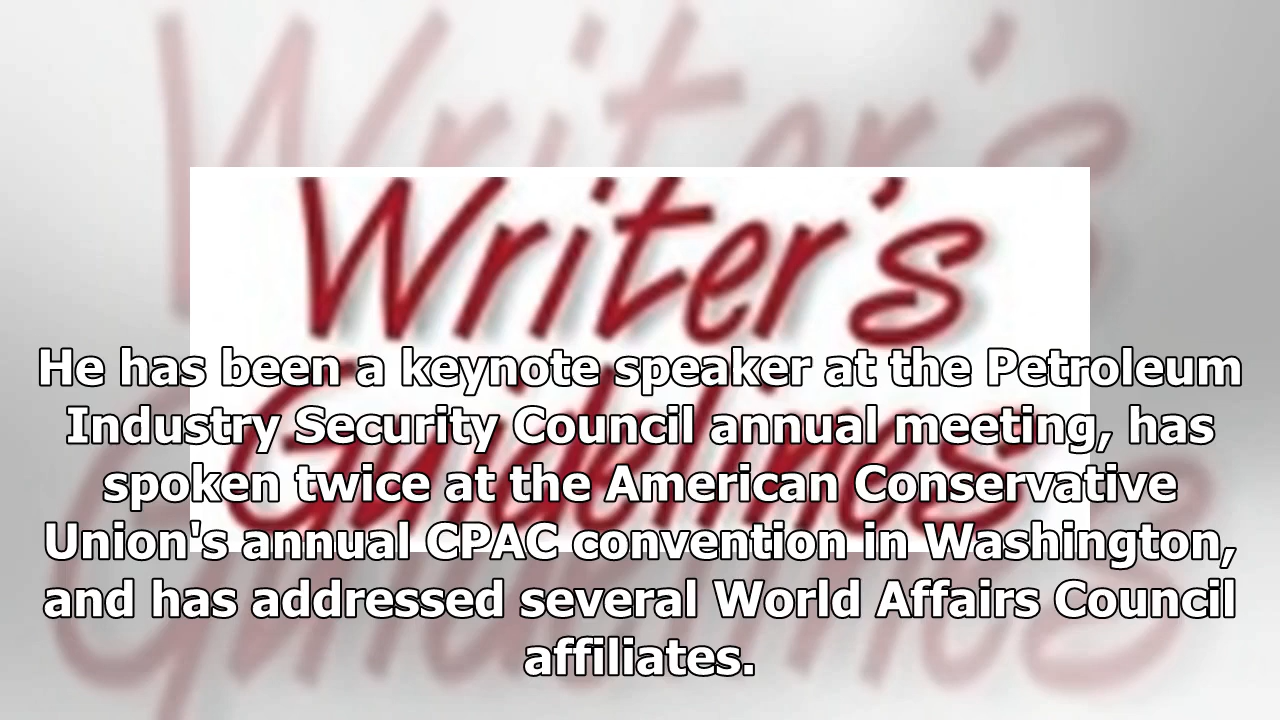 Writer's
Guidelines
He has been a keynote speaker at the Petroleum
Industry Security Council annual meeting, has
spoken twice at the American Conservative
Union's annual CPAC convention in Washington,
and has addressed several World Affairs Council
affiliates.